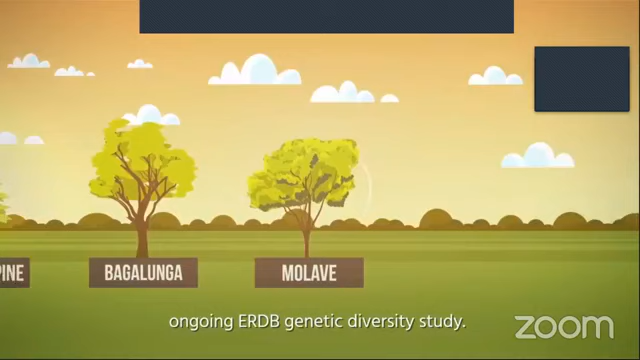 PINE
BAGALUNGA
MOLAVE
ongoing ERDB genetic diversity study.
zoom